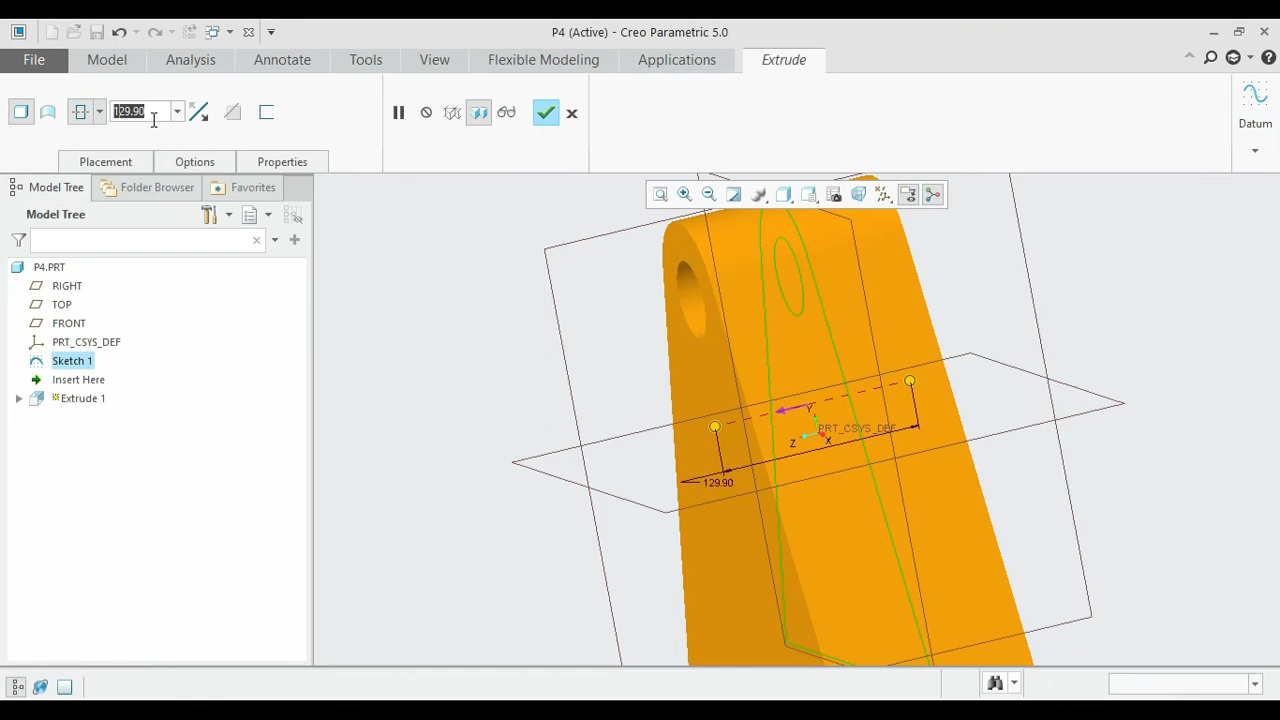 P4 (Active) - Creo Parametric 5.0
File Model Analysis Annotate Tools View Flexible Modeling Applications Extrude
129.90
Datum
Placement Options Properties
Model Tree Folder Browser Favorites
Model Tree
P4.PRT
RIGHT
TOP
FRONT
PRT_CSYS_DEF
Sketch 1
Insert Here
Extrude 1
Y
PRT_CSYS_DEF
Z X
129.90